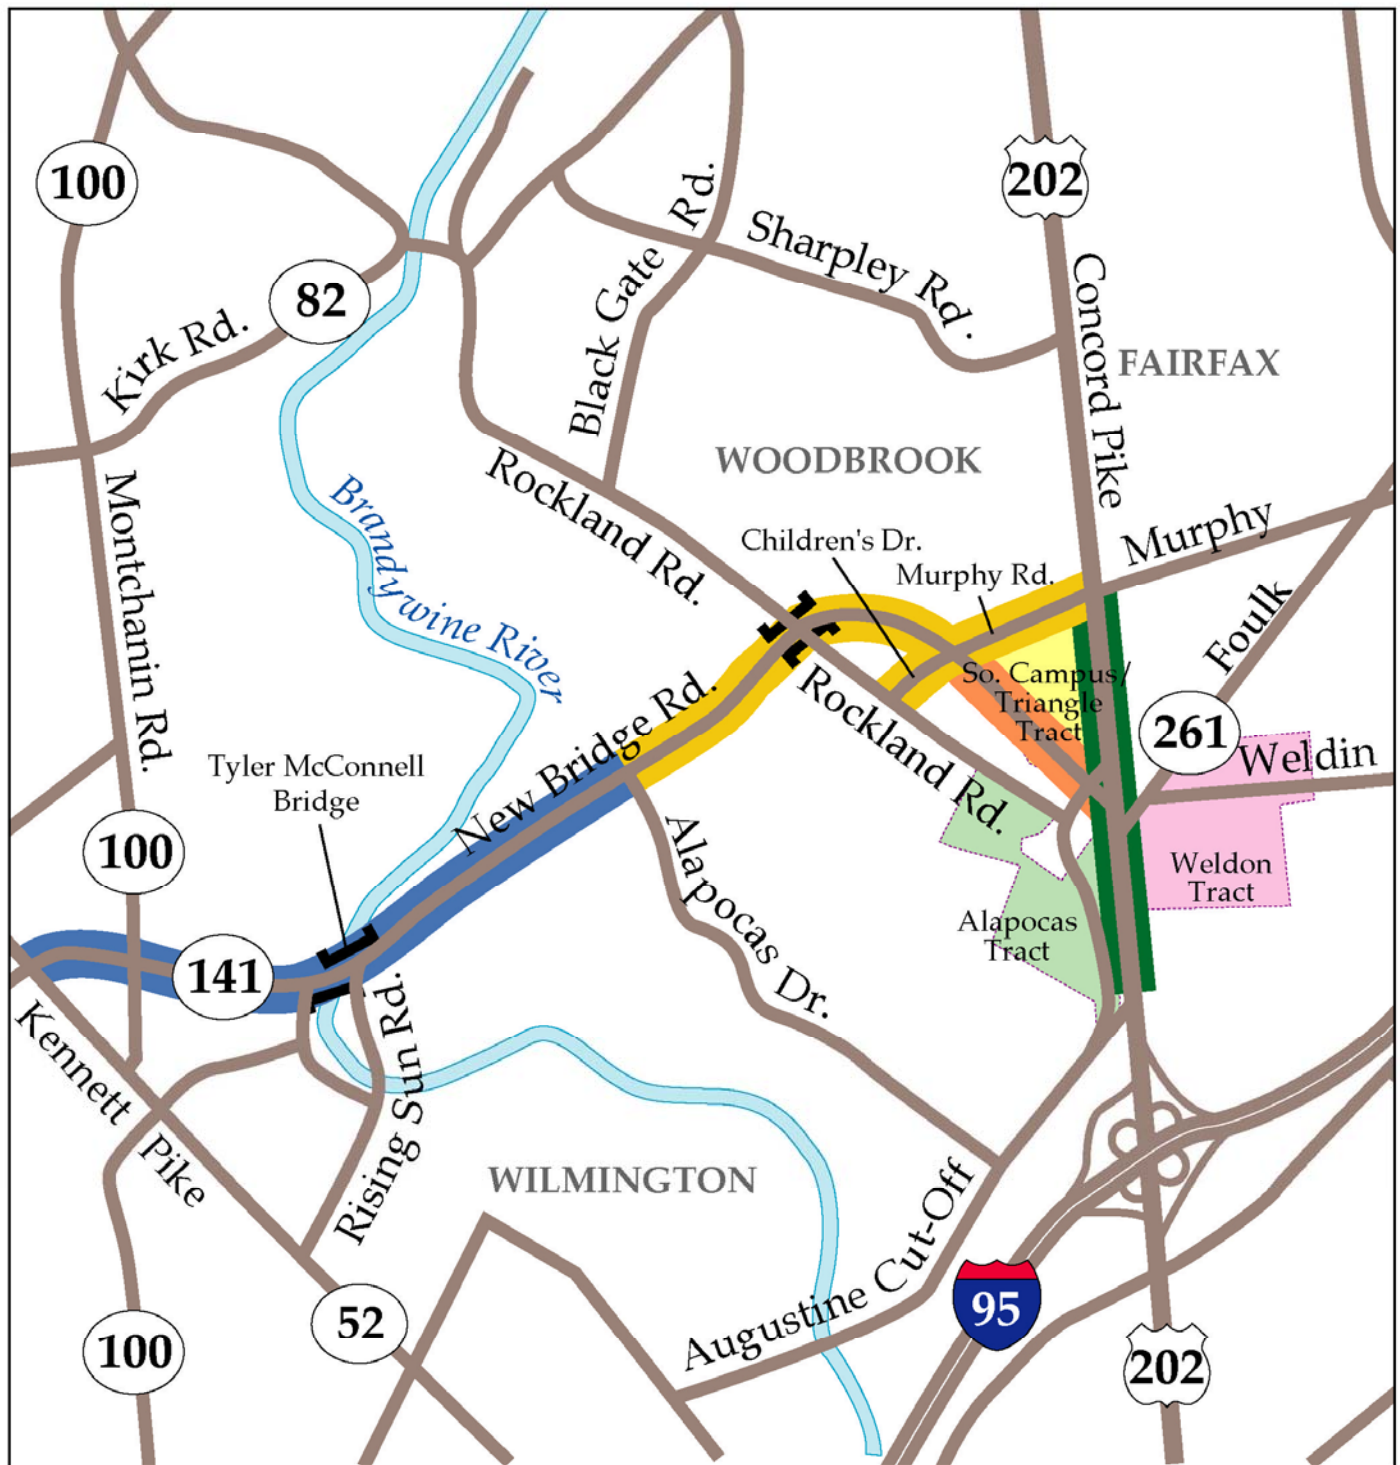 100
202
Black Gate Rd.
Sharpley Rd.
82
Concord Pike
Kirk Rd.
FAIRFAX
WOODBROOK
Rockland Rd.
Montchanin Rd.
Brandywine River
Children's Dr.
Murphy
Murphy Rd.
Foulk
So. Campus/
Triangle
Tract
Rockland Rd.
New Bridge Rd.
261
Weldin
Tyler McConnell
Bridge
100
Alapocas Dr.
Weldon
Tract
Alapocas
Tract
141
Kennett Pike
Rising Sun Rd.
WILMINGTON
Augustine Cut-Off
95
52
100
202